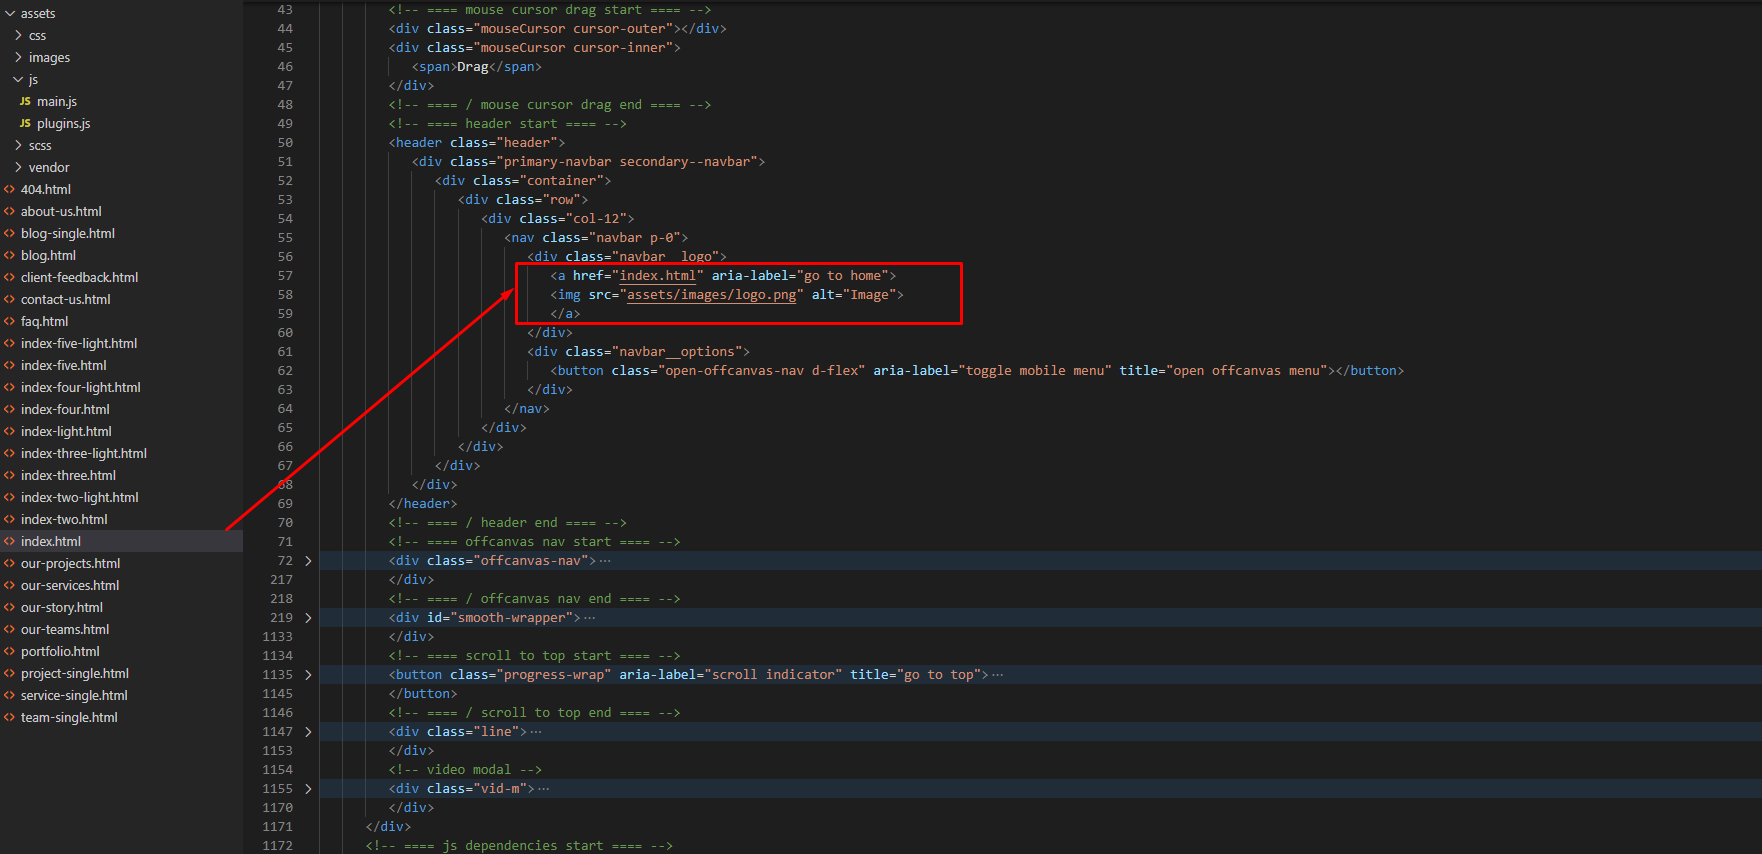 assets
css
images
js
JS main.js
JS plugins.js
scss
vendor
<> 404.html
<> about-us.html
<> blog-single.html
<> blog.html
<> client-feedback.html
<> contact-us.html
<> faq.html
<> index-five-light.html
<> index-five.html
<> index-four-light.html
<> index-four.html
<> index-light.html
<> index-three-light.html
<> index-three.html
<> index-two-light.html
<> index-two.html
<> index.html
<> our-projects.html
<> our-services.html
<> our-story.html
<> our-teams.html
<> portfolio.html
<> project-single.html
<> service-single.html
<> team-single.html
43 <!-- ==== mouse cursor drag start ==== -->
44 <div class="mouseCursor cursor-outer"></div>
45 <div class="mouseCursor cursor-inner">
46 <span>Drag</span>
47 </div>
48 <!-- ==== / mouse cursor drag end ==== -->
49 <!-- ==== header start ==== -->
50 <header class="header">
51 <div class="primary-navbar secondary--navbar">
52 <div class="container">
53 <div class="row">
54 <div class="col-12">
55 <nav class="navbar p-0">
56 <div class="navbar__logo">
57 <a href="index.html" aria-label="go to home">
58 <img src="assets/images/logo.png" alt="Image">
59 </a>
60 </div>
61 <div class="navbar__options">
62 <button class="open-offcanvas-nav d-flex" aria-label="toggle mobile menu" title="open offcanvas menu"></button>
63 </div>
64 </nav>
65 </div>
66 </div>
67 </div>
68 </div>
69 </header>
70 <!-- ==== / header end ==== -->
71 <!-- ==== offcanvas nav start ==== -->
72 <div class="offcanvas-nav">···
217 </div>
218 <!-- ==== / offcanvas nav end ==== -->
219 <div id="smooth-wrapper">···
1133 </div>
1134 <!-- ==== scroll to top start ==== -->
1135 <button class="progress-wrap" aria-label="scroll indicator" title="go to top">···
1145 </button>
1146 <!-- ==== / scroll to top end ==== -->
1147 <div class="line">···
1153 </div>
1154 <!-- video modal -->
1155 <div class="vid-m">···
1170 </div>
1171 </div>
1172 <!-- ==== js dependencies start ==== -->